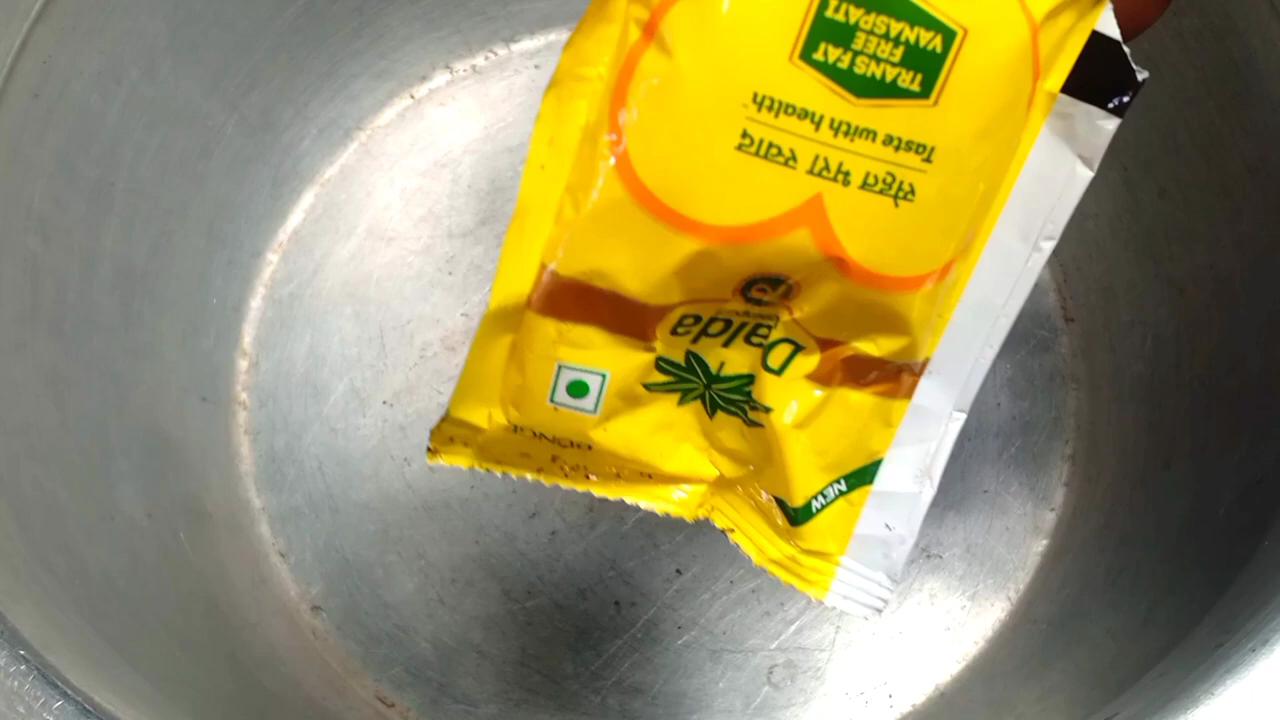 NEW
Dalda
सेहत भरा स्वाद
Taste with health
TRANS FAT
FREE
VANASPATI